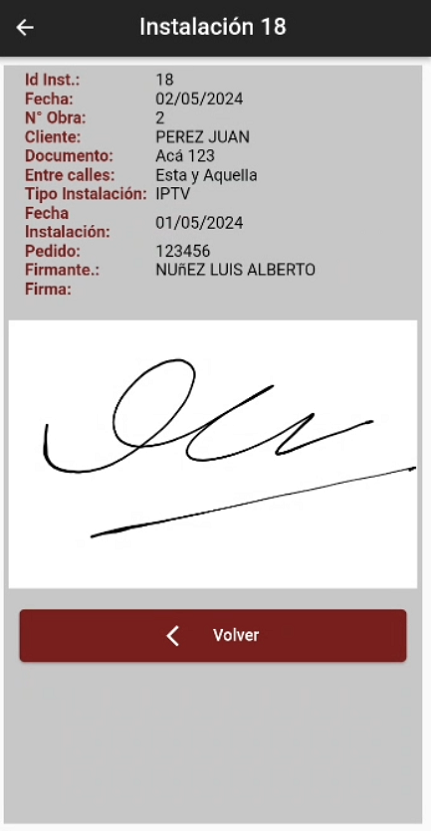 Instalación 18
Id Inst.: 18
Fecha: 02/05/2024
N° Obra: 2
Cliente: PEREZ JUAN
Documento: Acá 123
Entre calles: Esta y Aquella
Tipo Instalación: IPTV
Fecha
Instalación: 01/05/2024
Pedido: 123456
Firmante.: NUñEZ LUIS ALBERTO
Firma:
Volver